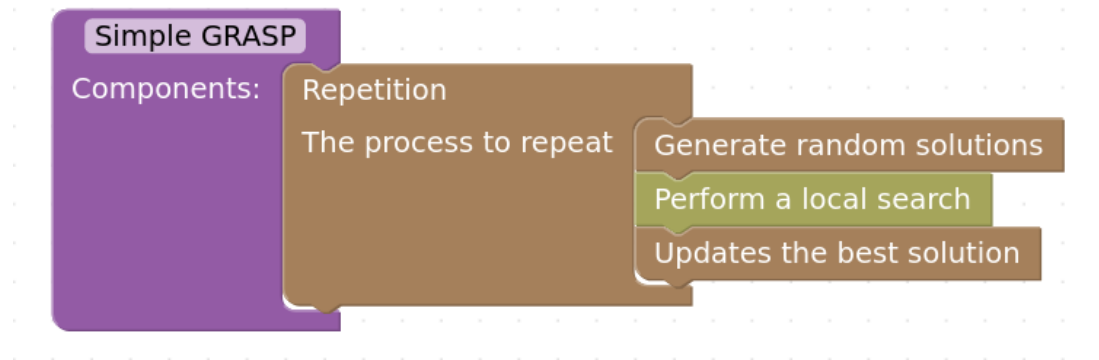 Simple GRASP
Components:
Repetition
The process to repeat
Generate random solutions
Perform a local search
Updates the best solution